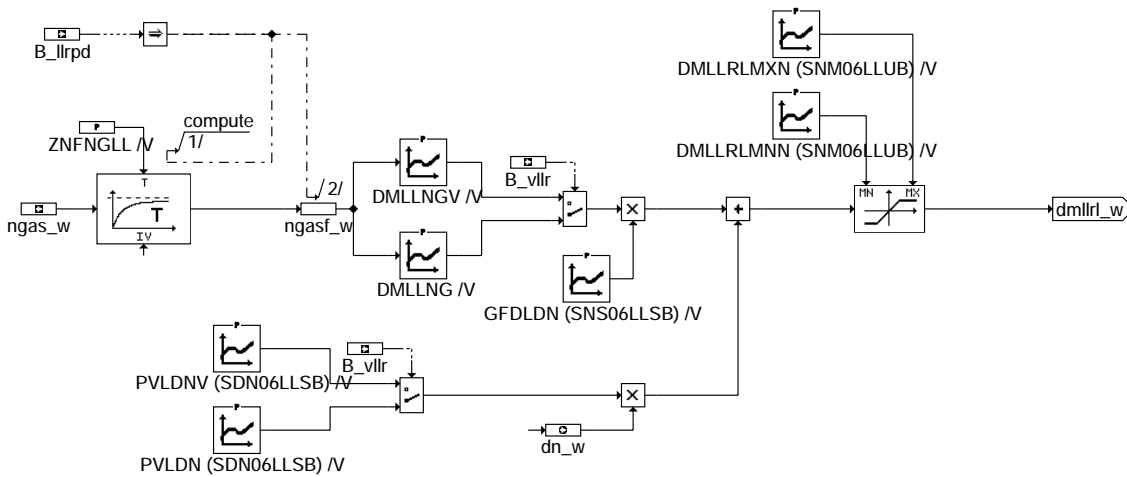 B_llrpd
compute
1/
ZNFNGLL /V
T
T
IV
ngas_w
2/
ngasf_w
P
DMLLNGV /V
P
DMLLNG /V
B_vllr
P
GFDLDN (SNS06LLSB) /V
P
DMLLRLMXN (SNM06LLUB) /V
P
DMLLRLMNN (SNM06LLUB) /V
MN
MX
dmllrl_w
P
PVLDNV (SDN06LLSB) /V
P
PVLDN (SDN06LLSB) /V
B_vllr
dn_w